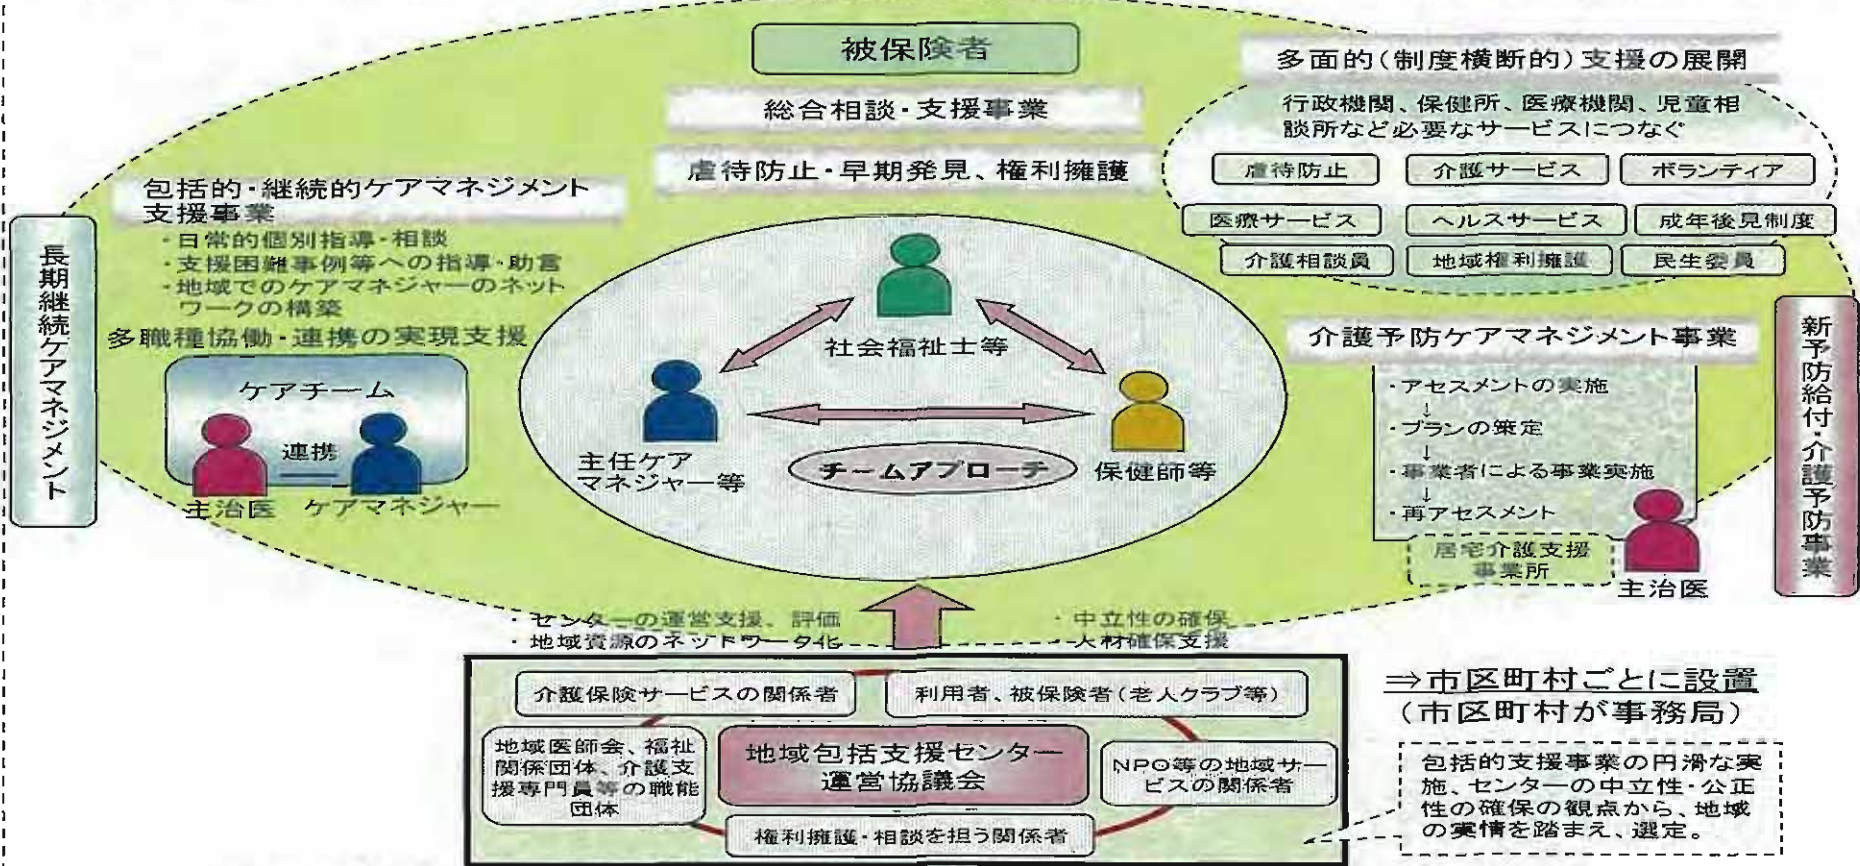 被保険者
総合相談・支援事業
虐待防止・早期発見、権利擁護
多面的(制度横断的)支援の展開
行政機関、保健所、医療機関、児童相
談所など必要なサービスにつなぐ
虐待防止
介護サービス
ボランティア
医療サービス
ヘルスサービス
成年後見制度
介護相談員
地域権利擁護
民生委員
包括的・継続的ケアマネジメント
支援事業
・日常的個別指導・相談
・支援困難事例等への指導・助言
・地域でのケアマネジャーのネット
ワークの構築
多職種協働・連携の実現支援
ケアチーム
連携
主治医
ケアマネジャー
長期継続ケアマネジメント
社会福祉士等
主任ケア
マネジャー等
チームアプローチ
保健師等
介護予防ケアマネジメント事業
・アセスメントの実施
↓
・プランの策定
↓
・事業者による事業実施
↓
・再アセスメント
居宅介護支援
事業所
主治医
新予防給付・介護予防事業
・センターの運営支援、評価
・地域資源のネットワーク化
・中立性の確保
・人材確保支援
介護保険サービスの関係者
利用者、被保険者(老人クラブ等)
地域医師会、福祉
関係団体、介護支
援専門員等の職能
団体
地域包括支援センター
運営協議会
NPO等の地域サー
ビスの関係者
権利擁護・相談を担う関係者
⇒市区町村ごとに設置
(市区町村が事務局)
包括的支援事業の円滑な実
施、センターの中立性・公正
性の確保の観点から、地域
の実情を踏まえ、選定。